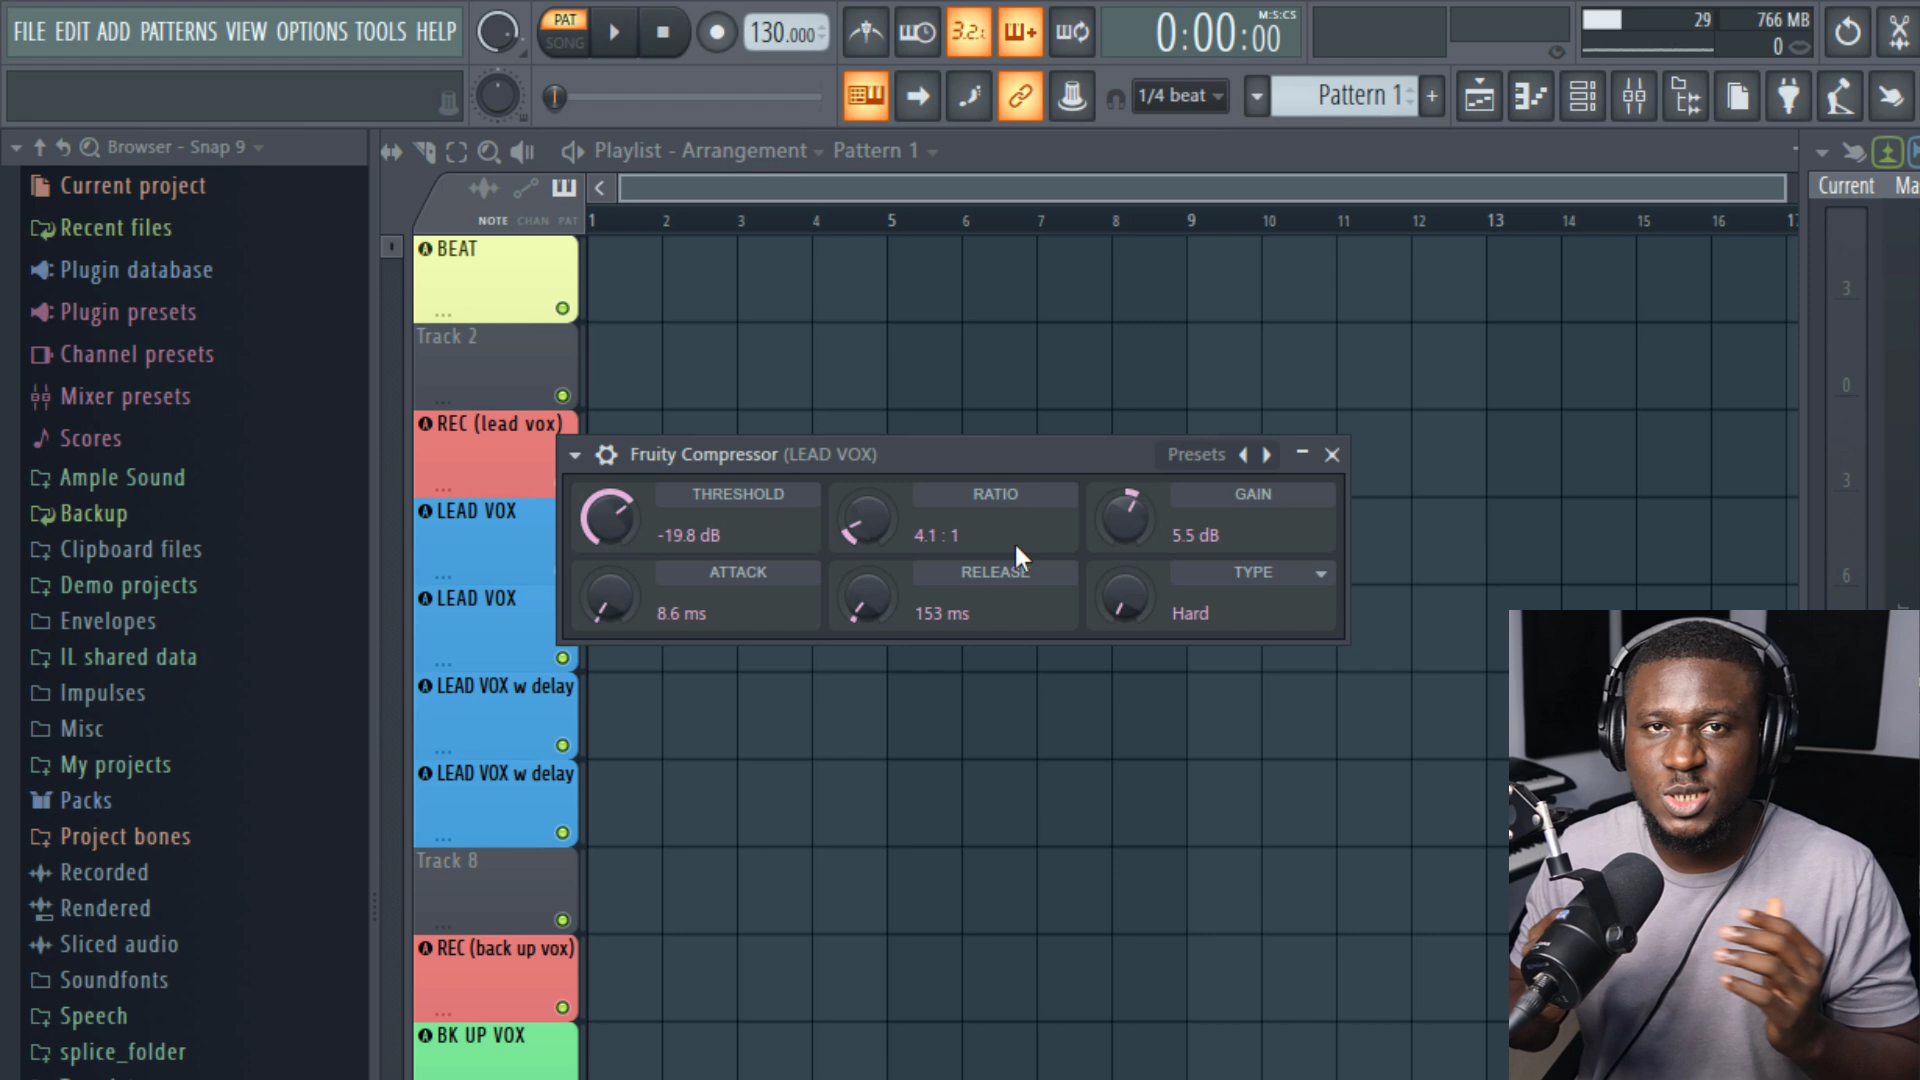 FILE EDIT ADD PATTERNS VIEW OPTIONS TOOLS HELP
PAT
SONG
130.000
3.2.
0:00:00
M:S:CS
29
766 MB
0
1/4 beat
Pattern 1
+
Browser - Snap 9
Playlist - Arrangement
Pattern 1
Current
NOTE CHAN PAT
1 2 3 4 5 6 7 8 9 10 11 12 13 14 15 16 17
Current project
Recent files
Plugin database
Plugin presets
Channel presets
Mixer presets
Scores
Ample Sound
Backup
Clipboard files
Demo projects
Envelopes
IL shared data
Impulses
Misc
My projects
Packs
Project bones
Recorded
Rendered
Sliced audio
Soundfonts
Speech
splice_folder
BEAT
Track 2
REC (lead vox)
LEAD VOX
LEAD VOX
LEAD VOX w delay
LEAD VOX w delay
Track 8
REC (back up vox)
BK UP VOX
Fruity Compressor (LEAD VOX)
Presets
THRESHOLD
-19.8 dB
RATIO
4.1 : 1
GAIN
5.5 dB
ATTACK
8.6 ms
RELEASE
153 ms
TYPE
Hard
3
0
3
6